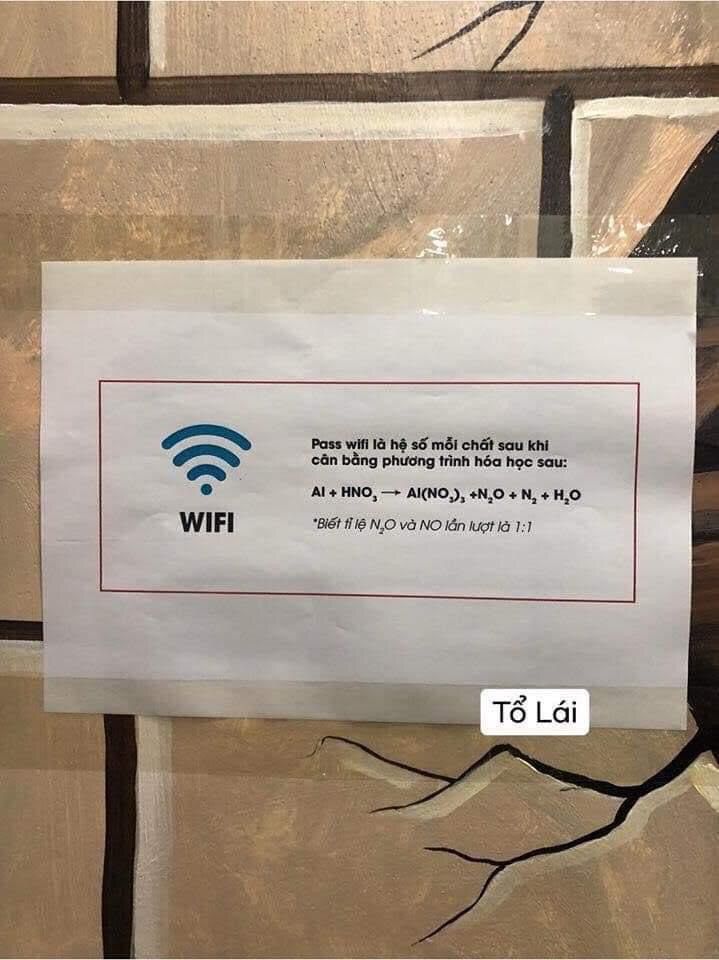 Pass wifi là hệ số mỗi chất sau khi
cân bằng phương trình hóa học sau:
Al + HNO₃ → Al(NO₃)₃ +N₂O + N₂ + H₂O
*Biết tỉ lệ N₂O và NO lần lượt là 1:1
WIFI
Tổ Lái